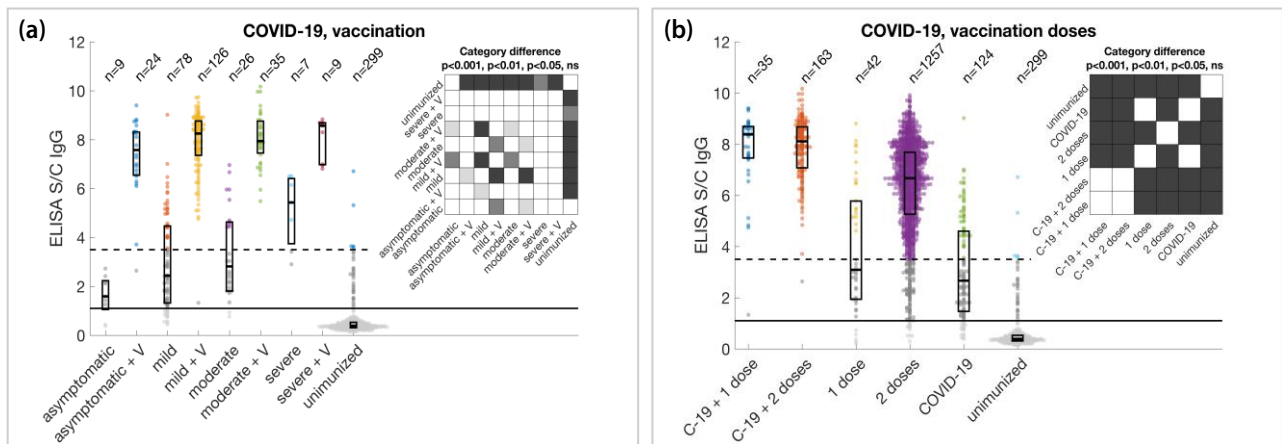 (a)
COVID-19, vaccination
n=9
n=24
n=78
n=126
n=26
n=35
n=7
n=9
n=299
Category difference
p<0.001, p<0.01, p<0.05, ns
unimunized
severe + V
severe
moderate + V
moderate
mild + V
mild
asymptomatic + V
asymptomatic
asymptomatic
asymptomatic + V
mild
mild + V
moderate
moderate + V
severe
severe + V
unimunized
ELISA S/C IgG
12
10
8
6
4
2
0
asymptomatic
asymptomatic + V
mild
mild + V
moderate
moderate + V
severe
severe + V
unimunized
(b)
COVID-19, vaccination doses
n=35
n=163
n=42
n=1257
n=124
n=299
Category difference
p<0.001, p<0.01, p<0.05, ns
unimunized
COVID-19
2 doses
1 dose
C-19 + 2 doses
C-19 + 1 dose
C-19 + 1 dose
C-19 + 2 doses
1 dose
2 doses
COVID-19
unimunized
ELISA S/C IgG
12
10
8
6
4
2
0
C-19 + 1 dose
C-19 + 2 doses
1 dose
2 doses
COVID-19
unimunized